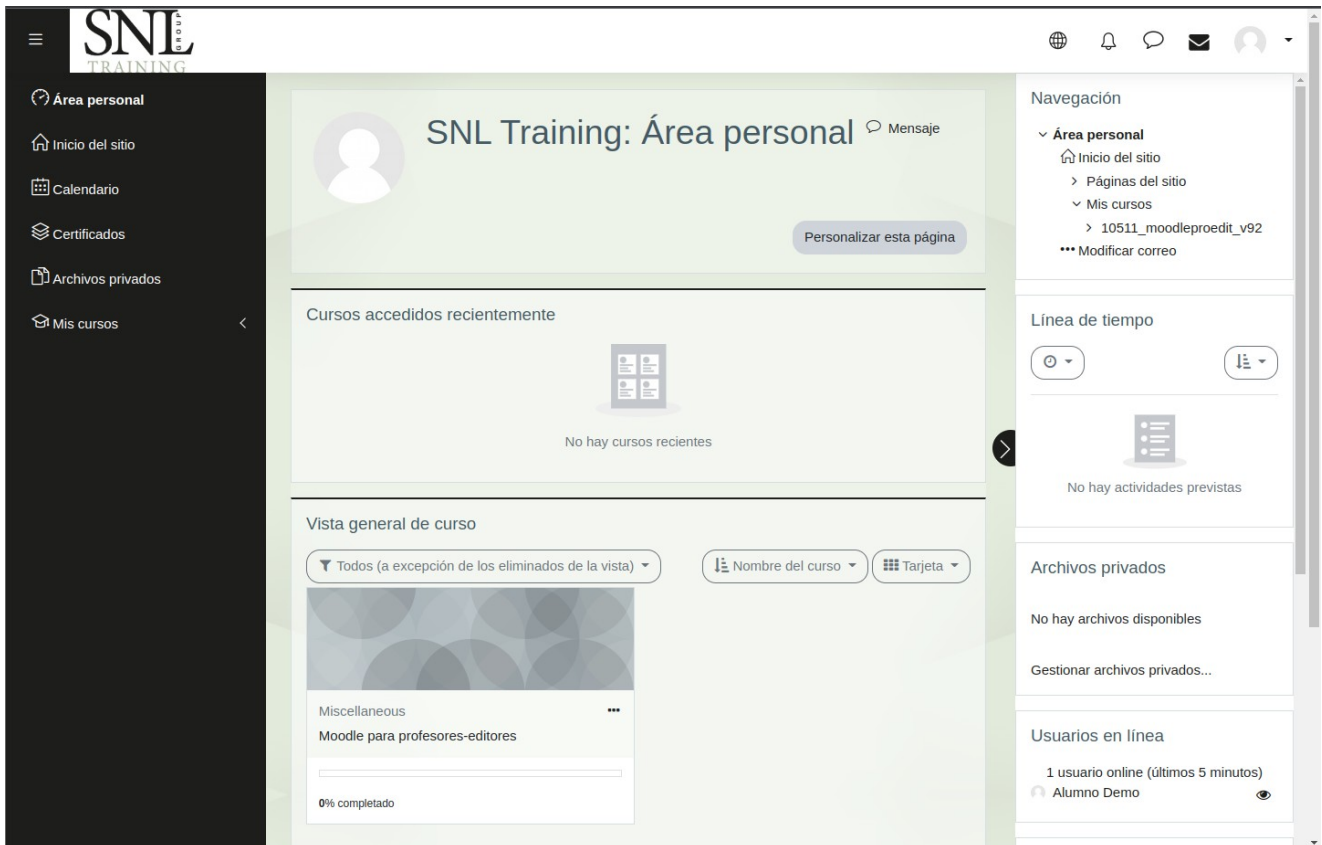 SNL GROUP
TRAINING
Área personal
Inicio del sitio
Calendario
Certificados
Archivos privados
Mis cursos
SNL Training: Área personal
Mensaje
Personalizar esta página
Cursos accedidos recientemente
No hay cursos recientes
Vista general de curso
Todos (a excepción de los eliminados de la vista)
Nombre del curso
Tarjeta
Miscellaneous
Moodle para profesores-editores
0% completado
Navegación
Área personal
Inicio del sitio
Páginas del sitio
Mis cursos
10511_moodleproedit_v92
Modificar correo
Línea de tiempo
No hay actividades previstas
Archivos privados
No hay archivos disponibles
Gestionar archivos privados...
Usuarios en línea
1 usuario online (últimos 5 minutos)
Alumno Demo